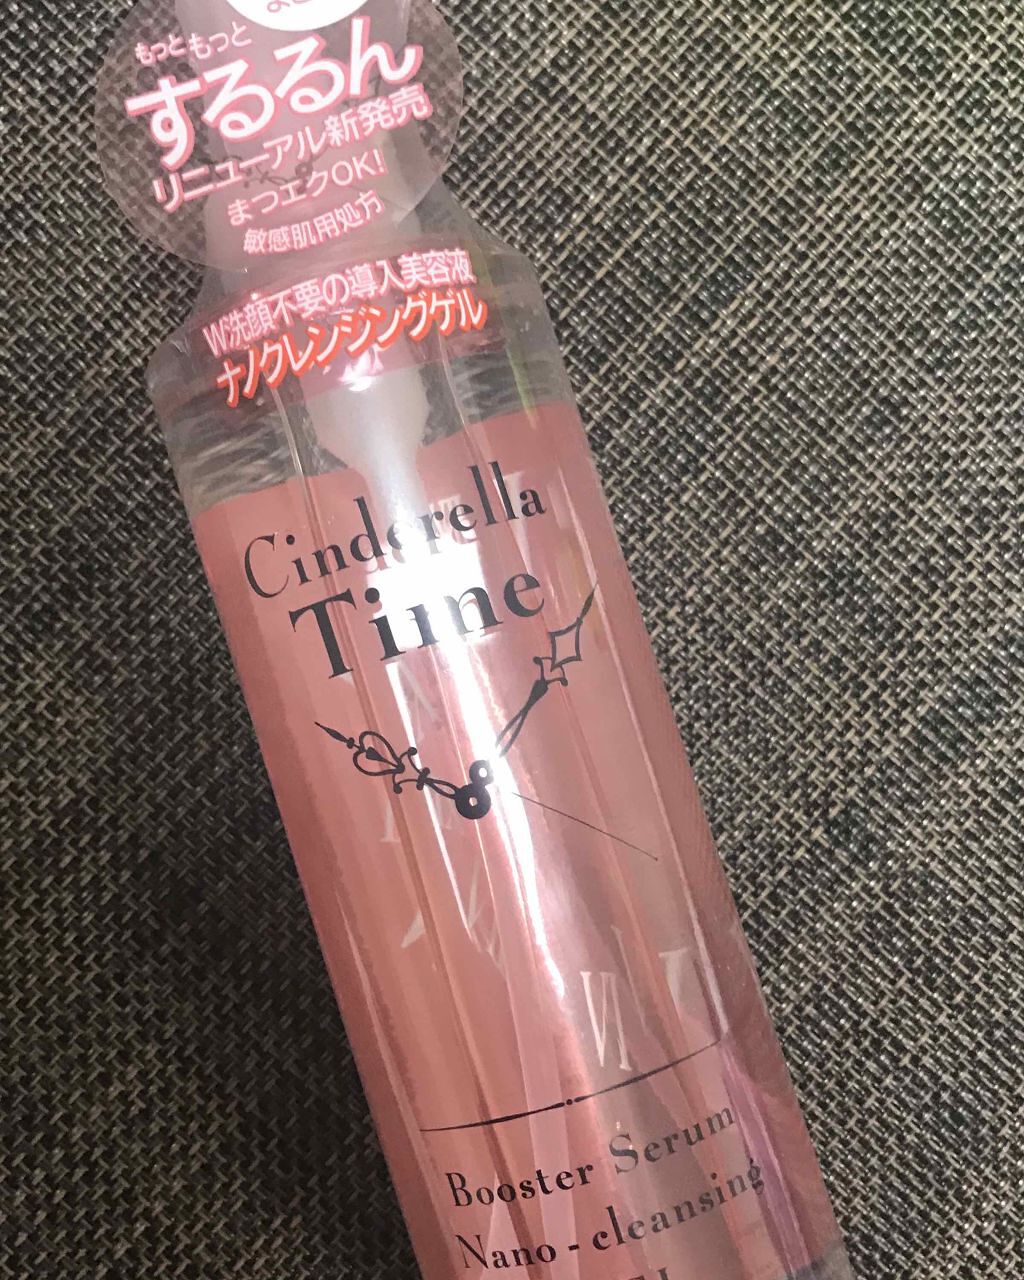 もっともっと
するるん
リニューアル新発売
まつエクOK!
敏感肌用処方
W洗顔不要の導入美容液
ナノクレンジングゲル
Cinderella
Time
Booster Serum
Nano-cleansing